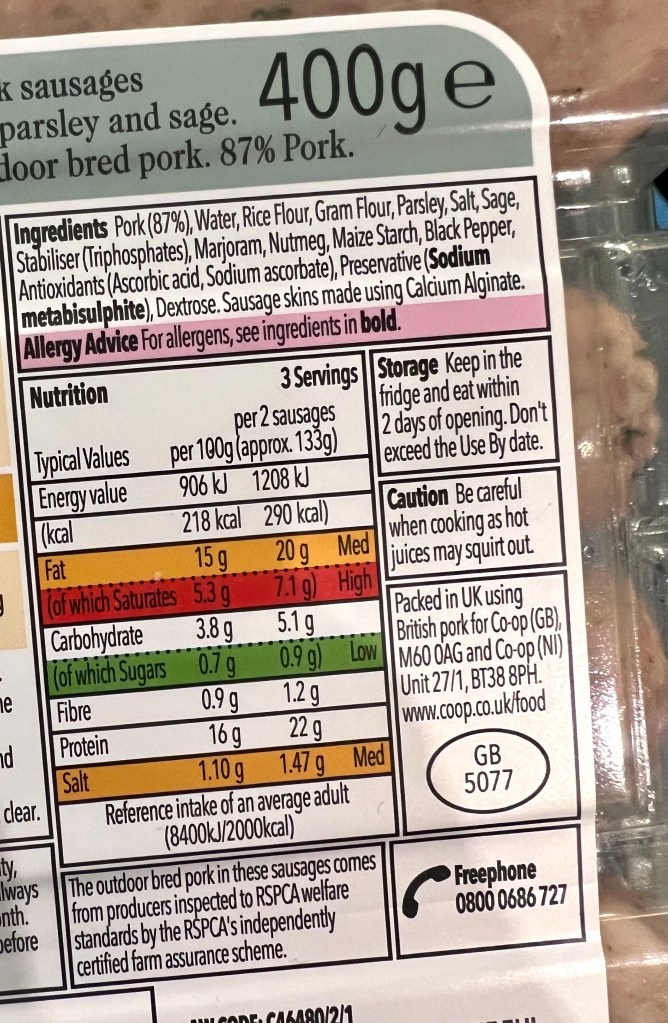 k sausages
parsley and sage.
door bred pork. 87% Pork.
400g e
Ingredients Pork (87%), Water, Rice Flour, Gram Flour, Parsley, Salt, Sage,
Stabiliser (Triphosphates), Marjoram, Nutmeg, Maize Starch, Black Pepper,
Antioxidants (Ascorbic acid, Sodium ascorbate), Preservative (Sodium
metabisulphite), Dextrose. Sausage skins made using Calcium Alginate.
Allergy Advice For allergens, see ingredients in bold.
Nutrition 3 Servings
per 2 sausages
Typical Values per 100g (approx. 133g)
Energy value 906 kJ 1208 kJ
(kcal 218 kcal 290 kcal)
Fat 15 g 20 g Med
(of which Saturates 5.3 g 7.1 g) High
Carbohydrate 3.8 g 5.1 g
(of which Sugars 0.7 g 0.9 g) Low
Fibre 0.9 g 1.2 g
Protein 16 g 22 g
Salt 1.10 g 1.47 g Med
Reference intake of an average adult
(8400kJ/2000kcal)
Storage Keep in the
fridge and eat within
2 days of opening. Don't
exceed the Use By date.
Caution Be careful
when cooking as hot
juices may squirt out.
Packed in UK using
British pork for Co-op (GB),
M60 0AG and Co-op (NI)
Unit 27/1, BT38 8PH.
www.coop.co.uk/food
GB
5077
The outdoor bred pork in these sausages comes
from producers inspected to RSPCA welfare
standards by the RSPCA's independently
certified farm assurance scheme.
Freephone
0800 0686 727
clear.
lways
nth.
before
CODE: C46480/2/1